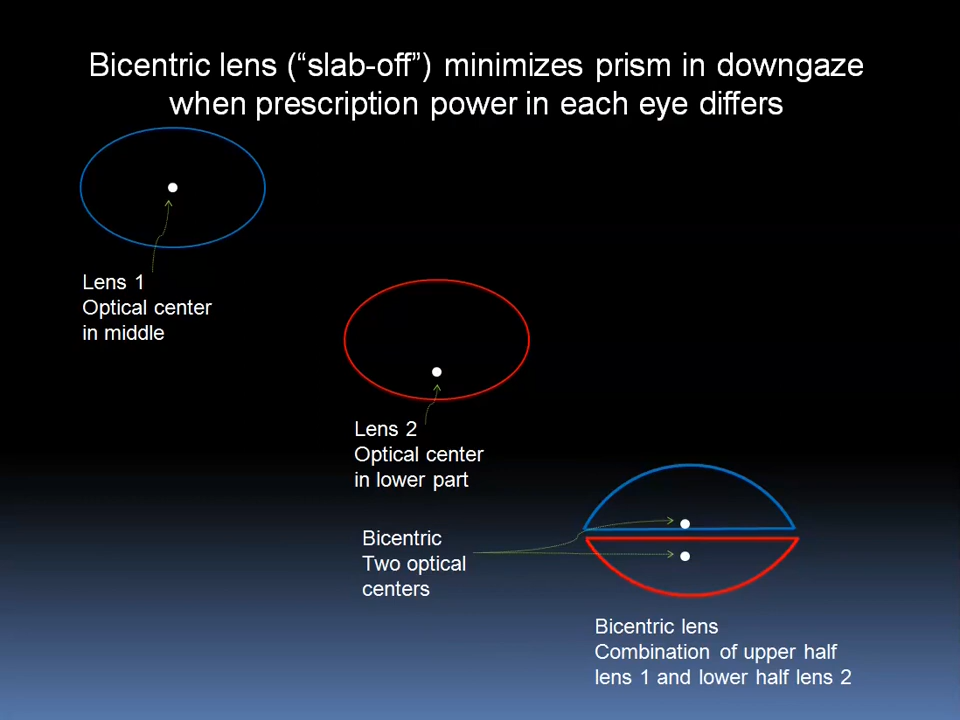 Bicentric lens (“slab-off”) minimizes prism in downgaze
when prescription power in each eye differs
Lens 1
Optical center
in middle
Lens 2
Optical center
in lower part
Bicentric
Two optical
centers
Bicentric lens
Combination of upper half
lens 1 and lower half lens 2